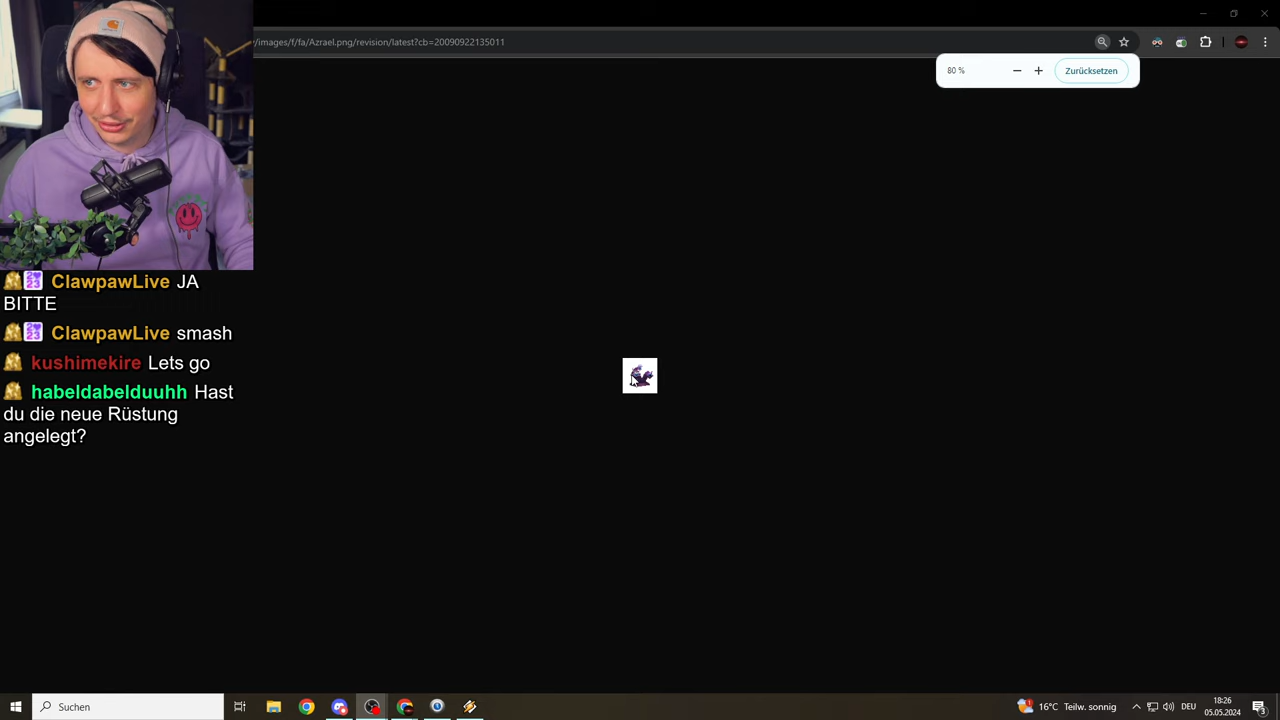 /images/f/fa/Azrael.png/revision/latest?cb=20090922135011
80 %
Zurücksetzen
ClawpawLive JA
BITTE
ClawpawLive smash
kushimekire Lets go
habeldabelduuhh Hast
du die neue Rüstung
angelegt?
Suchen
16°C Teilw. sonnig
DEU
18:26
05.05.2024